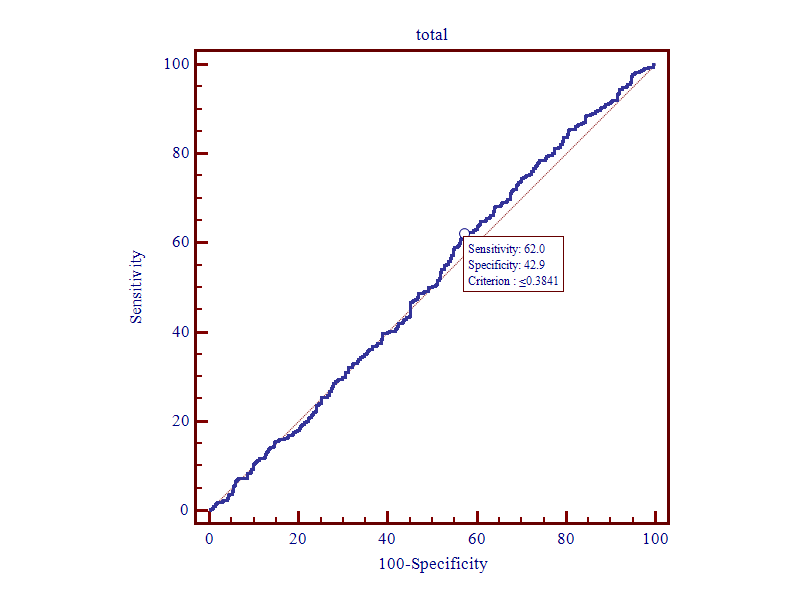 total
100
80
60
40
20
0
Sensitivity
Sensitivity: 62.0
Specificity: 42.9
Criterion : ≤0.3841
0 20 40 60 80 100
100-Specificity